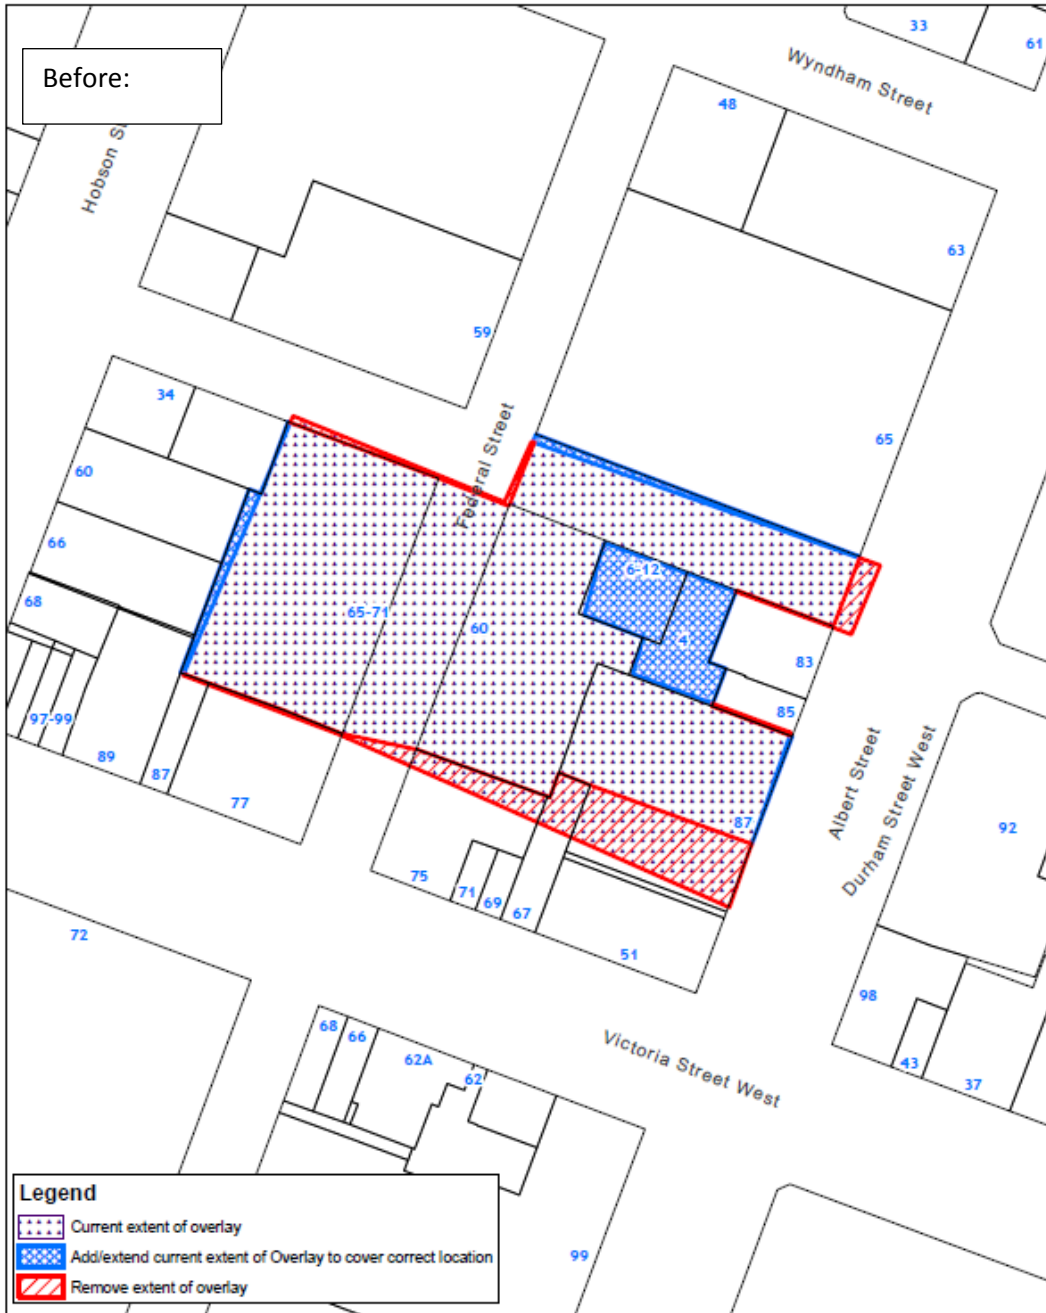 Before:
33
61
Wyndham Street
48
Hobson S
63
59
34
65
Federal Street
60
66
6-12
68
65-71
60
4
83
85
97-99
89
87
77
87
Albert Street
Durham Street West
92
75
71
69
67
51
72
98
43
37
68
66
62A
62
Victoria Street West
99
Legend
Current extent of overlay
Add/extend current extent of Overlay to cover correct location
Remove extent of overlay